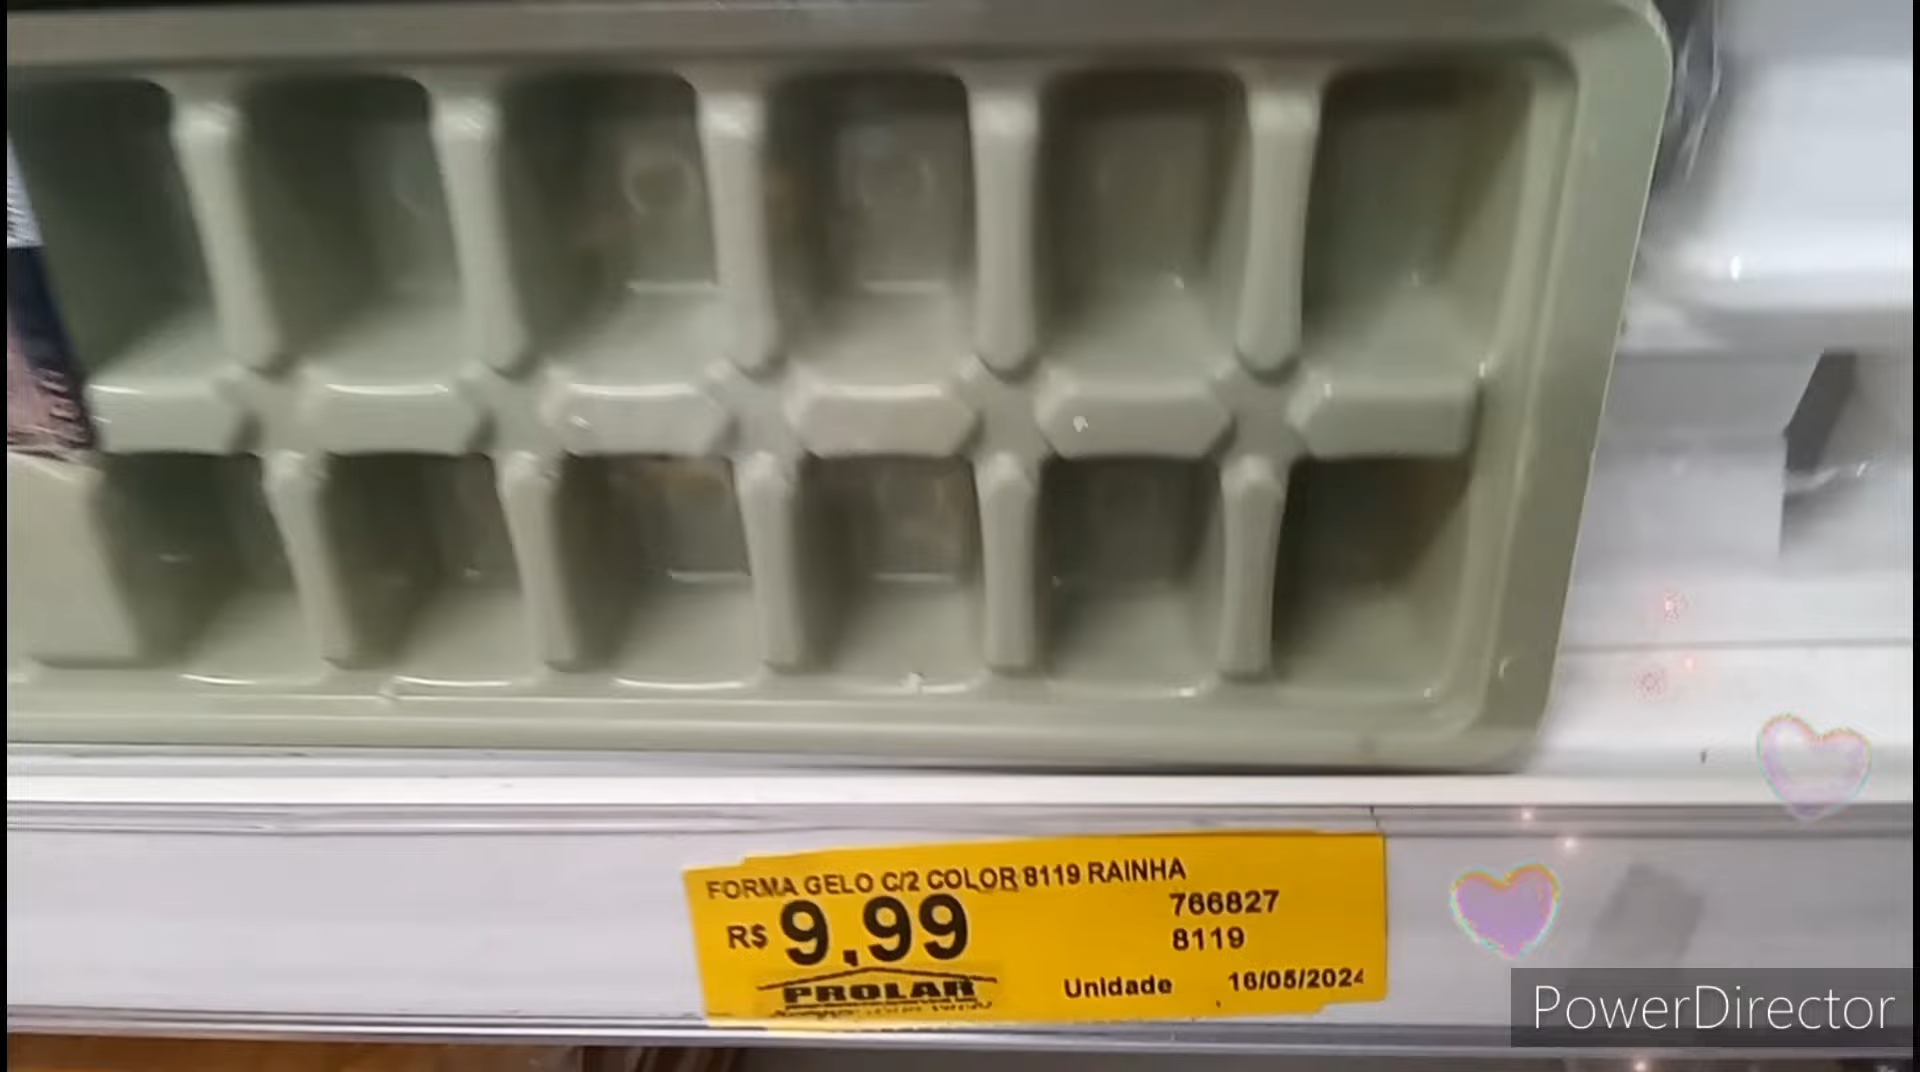 FORMA GELO C/2 COLOR 8119 RAINHA
R$ 9,99
766827
8119
PROLAR
Unidade 16/05/2024
PowerDirector